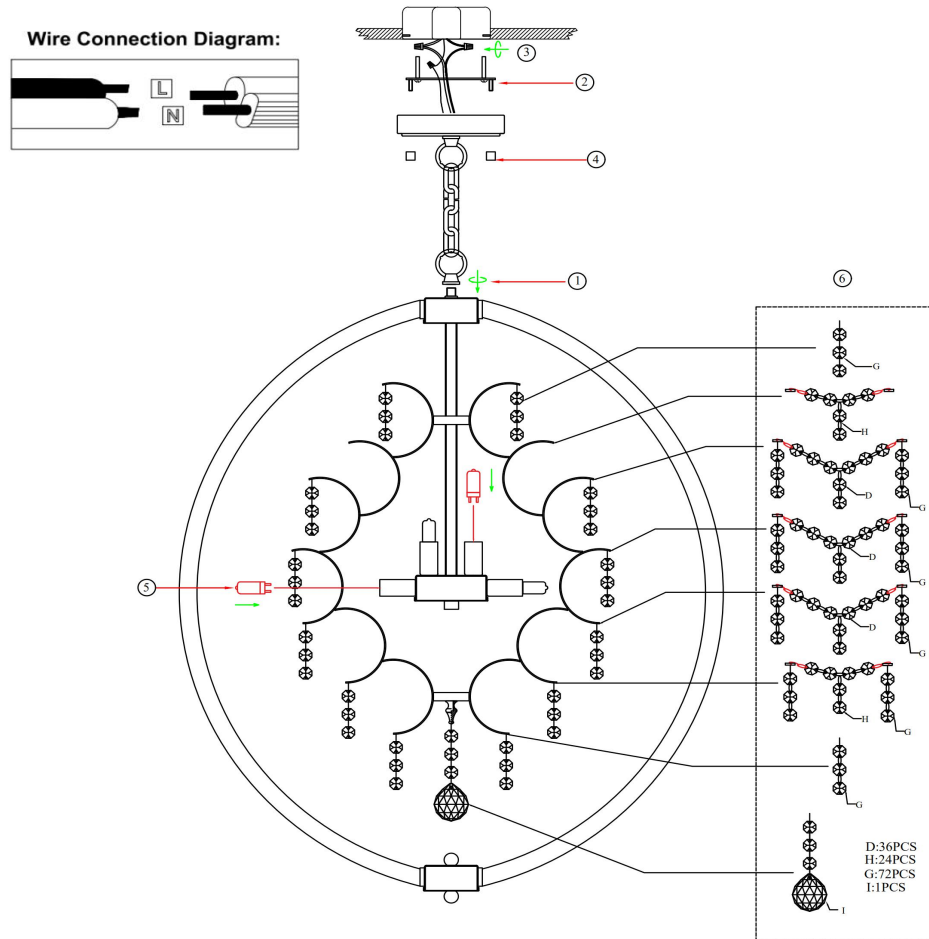 Wire Connection Diagram:
L
N
3
2
4
1
6
G
H
D
G
D
G
D
G
5
H
G
G
D:36PCS
H:24PCS
G:72PCS
I:1PCS
I